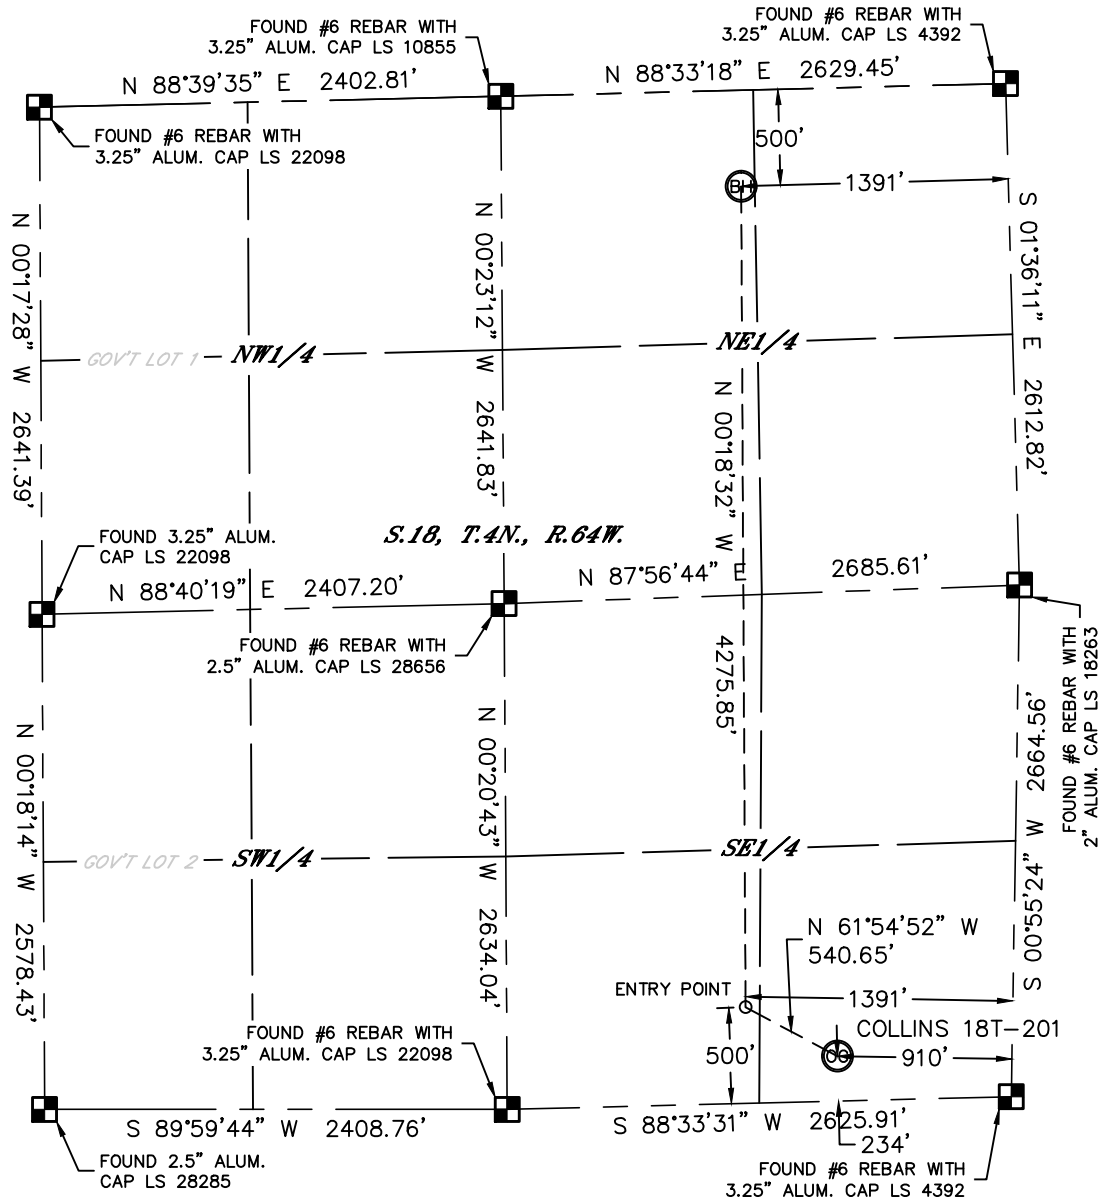 FOUND #6 REBAR WITH
3.25" ALUM. CAP LS 10855
FOUND #6 REBAR WITH
3.25" ALUM. CAP LS 4392
N 88°39'35" E 2402.81'
N 88°33'18" E 2629.45'
FOUND #6 REBAR WITH
3.25" ALUM. CAP LS 22098
500'
BH
1391'
N 00°17'28" W 2641.39'
N 00°23'12" W 2641.83'
S 01°36'11" E 2612.82'
GOV'T LOT 1
NW1/4
NE1/4
N 00°18'32" W 4275.85'
FOUND 3.25" ALUM.
CAP LS 22098
S.18, T.4N., R.64W.
N 88°40'19" E 2407.20'
N 87°56'44" E 2685.61'
FOUND #6 REBAR WITH
2.5" ALUM. CAP LS 28656
FOUND #6 REBAR WITH
2" ALUM. CAP LS 18263
N 00°18'14" W 2578.43'
N 00°20'43" W 2634.04'
S 00°55'24" W 2664.56'
GOV'T LOT 2
SW1/4
SE1/4
N 61°54'52" W
540.65'
ENTRY POINT
1391'
COLLINS 18T-201
OG
910'
500'
FOUND #6 REBAR WITH
3.25" ALUM. CAP LS 22098
S 89°59'44" W 2408.76'
S 88°33'31" W 2625.91'
234'
FOUND 2.5" ALUM.
CAP LS 28285
FOUND #6 REBAR WITH
3.25" ALUM. CAP LS 4392